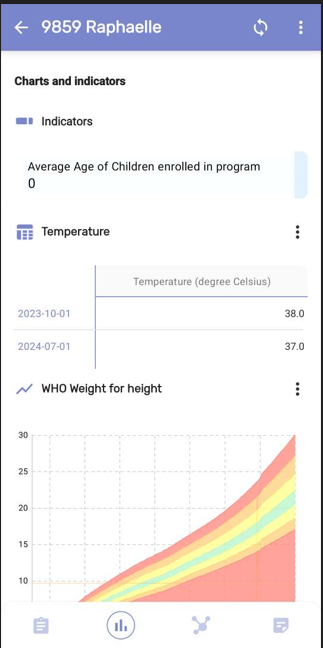 9859 Raphaelle
Charts and indicators
Indicators
Average Age of Children enrolled in program
0
Temperature
Temperature (degree Celsius)
2023-10-01 38.0
2024-07-01 37.0
WHO Weight for height
30
25
20
15
10